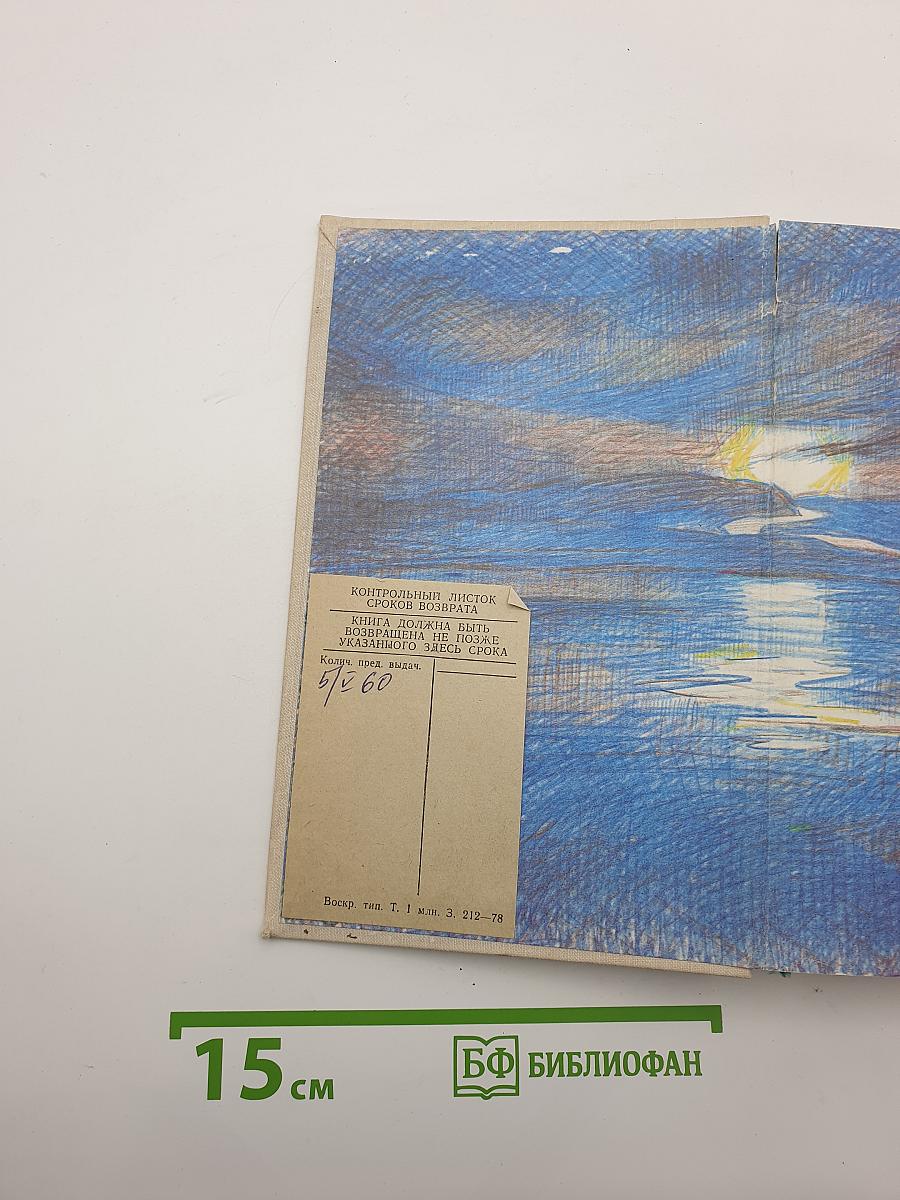 КОНТРОЛЬНЫЙ ЛИСТОК
СРОКОВ ВОЗВРАТА
КНИГА ДОЛЖНА БЫТЬ
ВОЗВРАЩЕНА НЕ ПОЗЖЕ
УКАЗАННОГО ЗДЕСЬ СРОКА
Колич. пред. выдач.
5/V 60
Воскр. тип. Т. 1 млн. З. 212—78
15 см
БФ БИБЛИОФАН